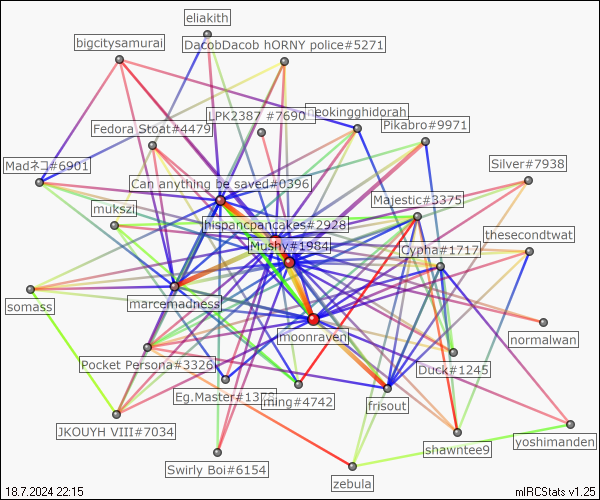 eliakith
bigcitysamurai
DacobDacob hORNY police#5271
LPK2387 #7690
neokingghidorah
Pikabro#9971
Fedora Stoat#4479
Silver#7938
Madネコ#6901
Can anything be saved#0396
Majestic#3375
mukszi
hispancpancakes#2928
thesecondtwat
Mushy#1984
Cypha#1717
somass
marcemadness
moonraven
normalwan
Pocket Persona#3326
Duck#1245
Eg.Master#13
ming#4742
frisout
JKOUYH VIII#7034
shawntee9
yoshimanden
Swirly Boi#6154
zebula
18.7.2024 22:15
mIRCStats v1.25